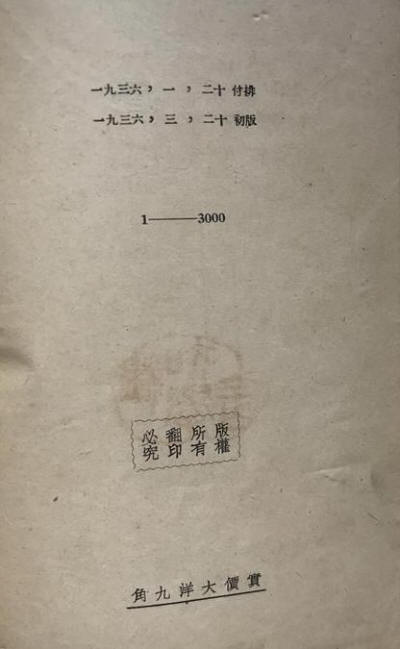 一九三六，一，二十付排
一九三六，三，二十初版
1——3000
版權所有
翻印必究
實價大洋九角